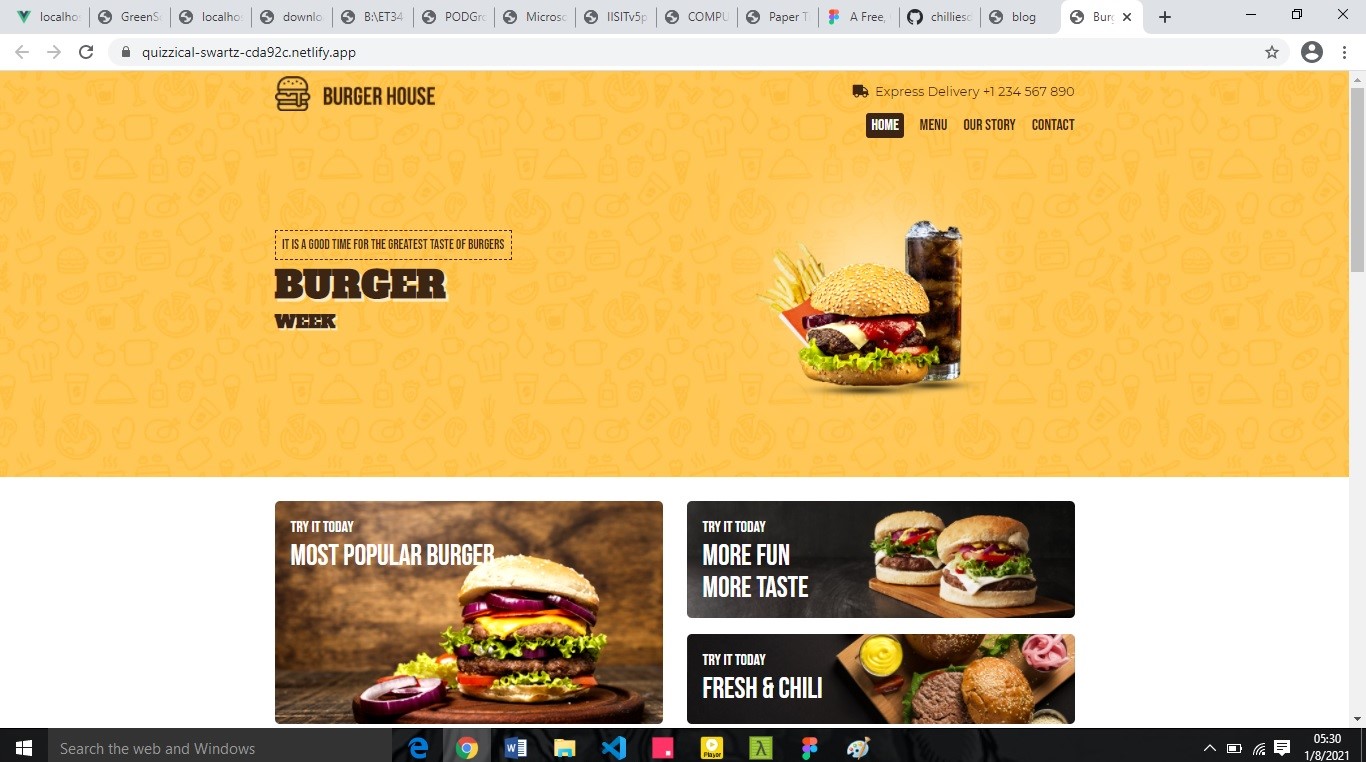 localho
GreenS
localho
downlo
B:\ET34
PODGr
Microso
IISITv5p
COMPU
Paper T
A Free,
chilliesc
blog
Burg
quizzical-swartz-cda92c.netlify.app
BURGER HOUSE
Express Delivery +1 234 567 890
HOME MENU OUR STORY CONTACT
IT IS A GOOD TIME FOR THE GREATEST TASTE OF BURGERS
BURGER
WEEK
TRY IT TODAY
MOST POPULAR BURGER
TRY IT TODAY
MORE FUN
MORE TASTE
TRY IT TODAY
FRESH & CHILI
Search the web and Windows
Player
05:30
1/8/2021